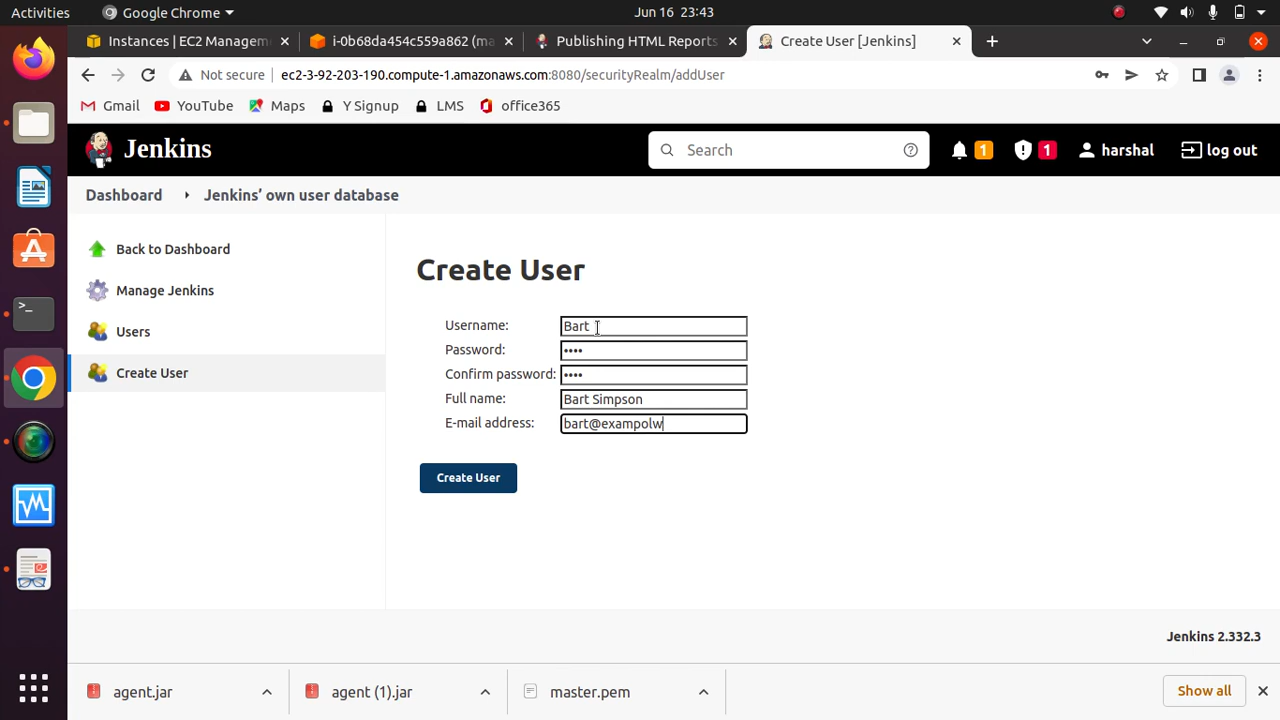 Activities
Google Chrome
Jun 16 23:43
Instances | EC2 Managem
i-0b68da454c559a862 (ma
Publishing HTML Reports
Create User [Jenkins]
Not secure
ec2-3-92-203-190.compute-1.amazonaws.com:8080/securityRealm/addUser
Gmail
YouTube
Maps
Y Signup
LMS
office365
Jenkins
Search
1
1
harshal
log out
Dashboard
Jenkins’ own user database
Back to Dashboard
Manage Jenkins
Users
Create User
Create User
Username: Bart
Password: ••••
Confirm password: ••••
Full name: Bart Simpson
E-mail address: bart@exampolw
Create User
Jenkins 2.332.3
agent.jar
agent (1).jar
master.pem
Show all